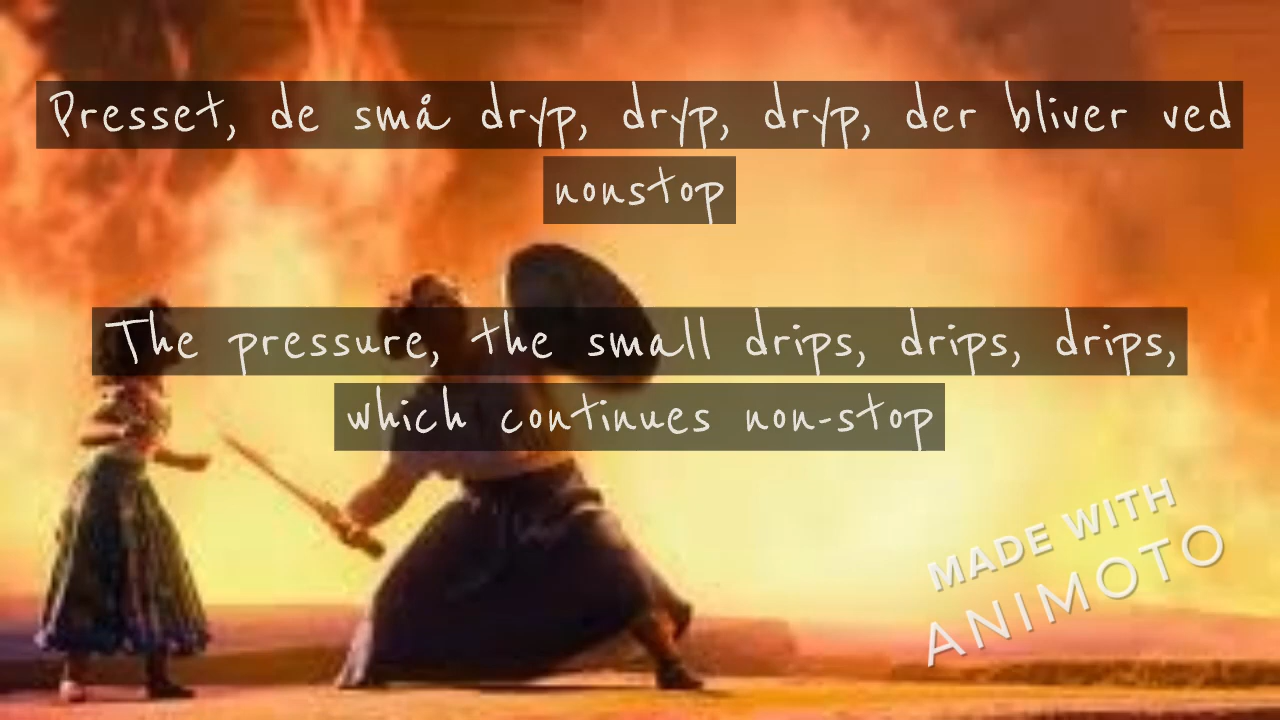 Presset, de små dryp, dryp, dryp, der bliver ved
nonstop
The pressure, the small drips, drips, drips,
which continues non-stop
MADE WITH
ANIMOTO